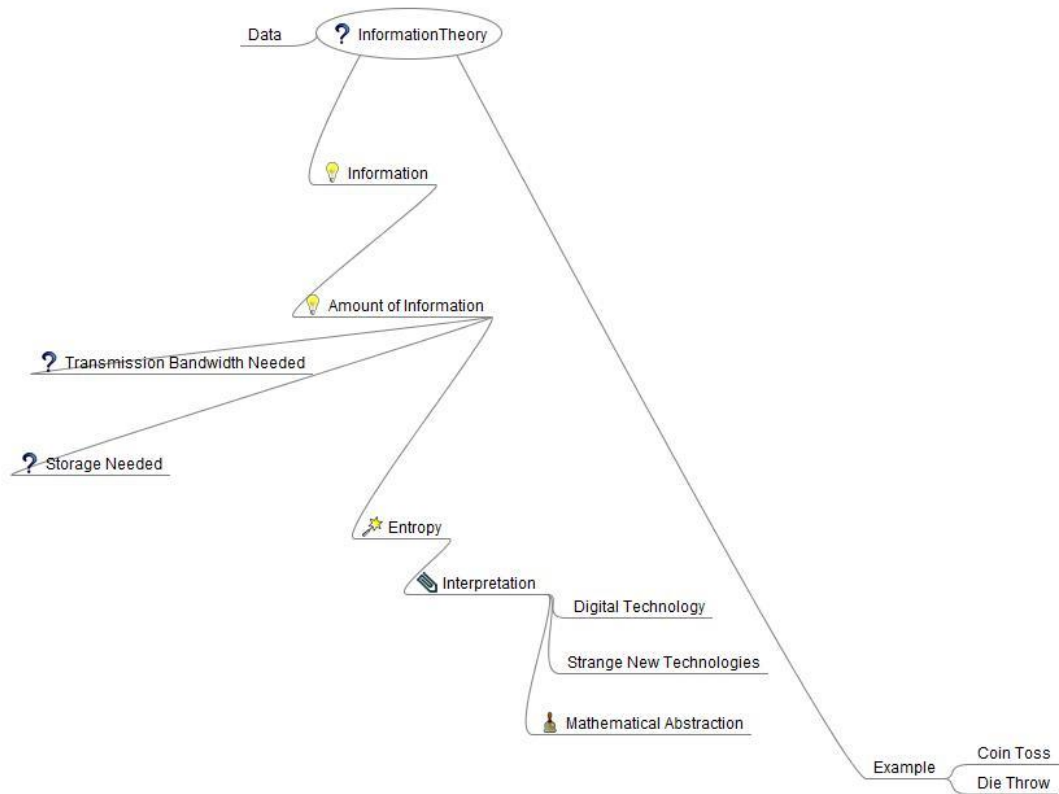 Data
InformationTheory
Information
Amount of Information
Transmission Bandwidth Needed
Storage Needed
Entropy
Interpretation
Digital Technology
Strange New Technologies
Mathematical Abstraction
Example
Coin Toss
Die Throw